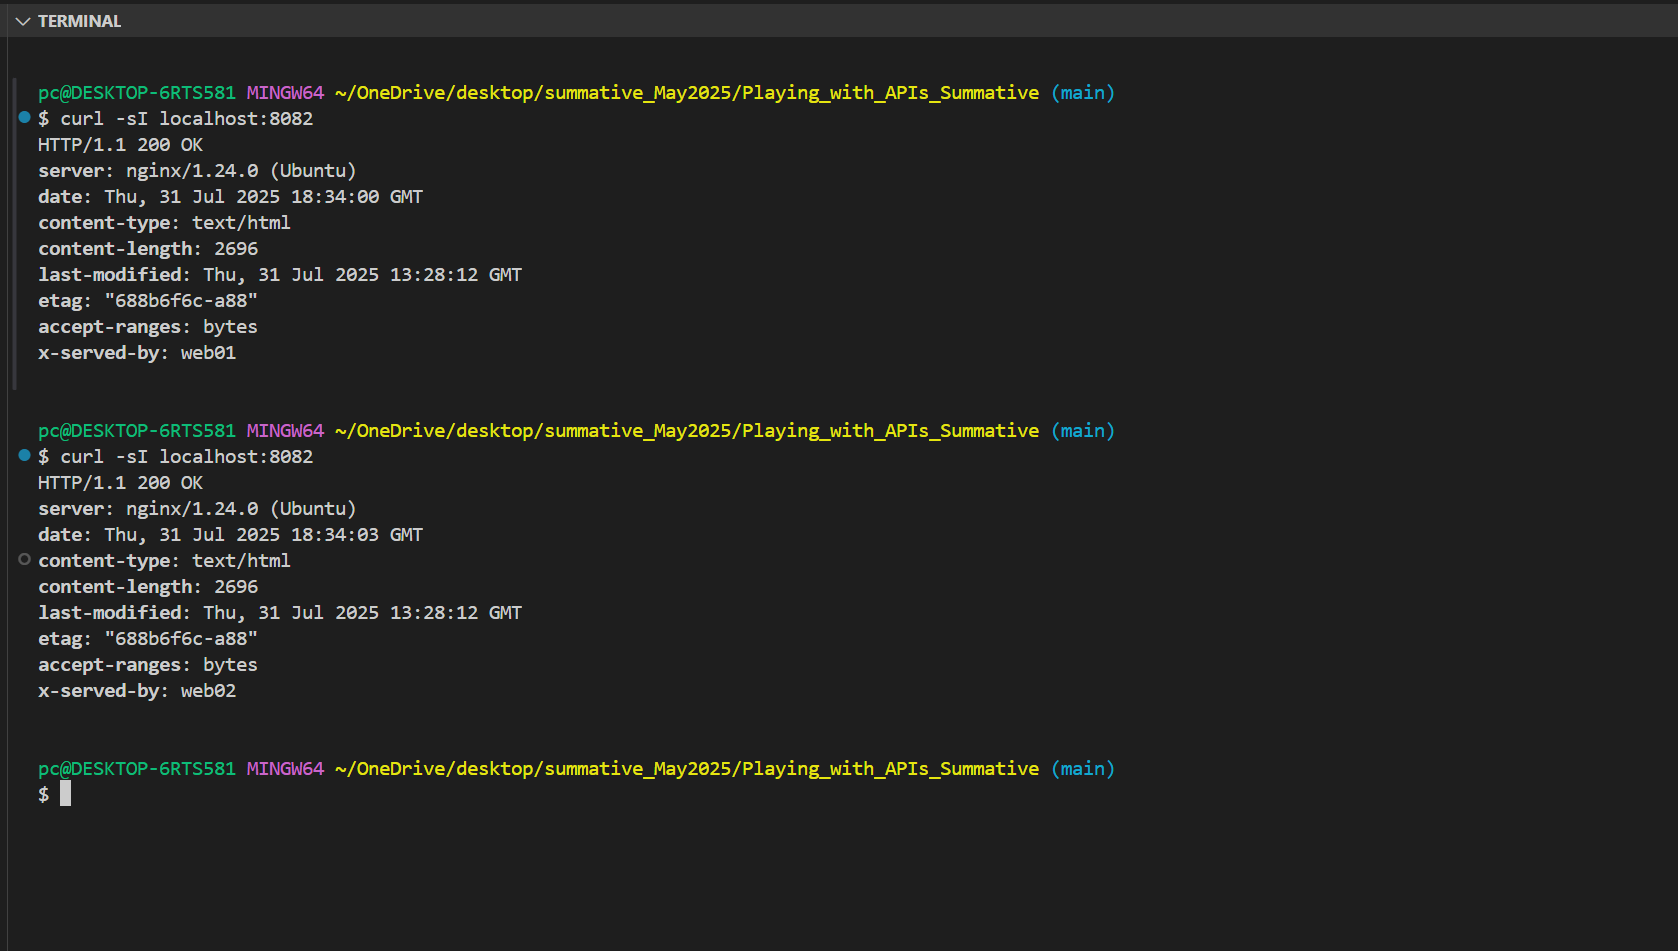 TERMINAL
pc@DESKTOP-6RTS581 MINGW64 ~/OneDrive/desktop/summative_May2025/Playing_with_APIs_Summative (main)
$ curl -sI localhost:8082
HTTP/1.1 200 OK
server: nginx/1.24.0 (Ubuntu)
date: Thu, 31 Jul 2025 18:34:00 GMT
content-type: text/html
content-length: 2696
last-modified: Thu, 31 Jul 2025 13:28:12 GMT
etag: "688b6f6c-a88"
accept-ranges: bytes
x-served-by: web01
pc@DESKTOP-6RTS581 MINGW64 ~/OneDrive/desktop/summative_May2025/Playing_with_APIs_Summative (main)
$ curl -sI localhost:8082
HTTP/1.1 200 OK
server: nginx/1.24.0 (Ubuntu)
date: Thu, 31 Jul 2025 18:34:03 GMT
content-type: text/html
content-length: 2696
last-modified: Thu, 31 Jul 2025 13:28:12 GMT
etag: "688b6f6c-a88"
accept-ranges: bytes
x-served-by: web02
pc@DESKTOP-6RTS581 MINGW64 ~/OneDrive/desktop/summative_May2025/Playing_with_APIs_Summative (main)
$